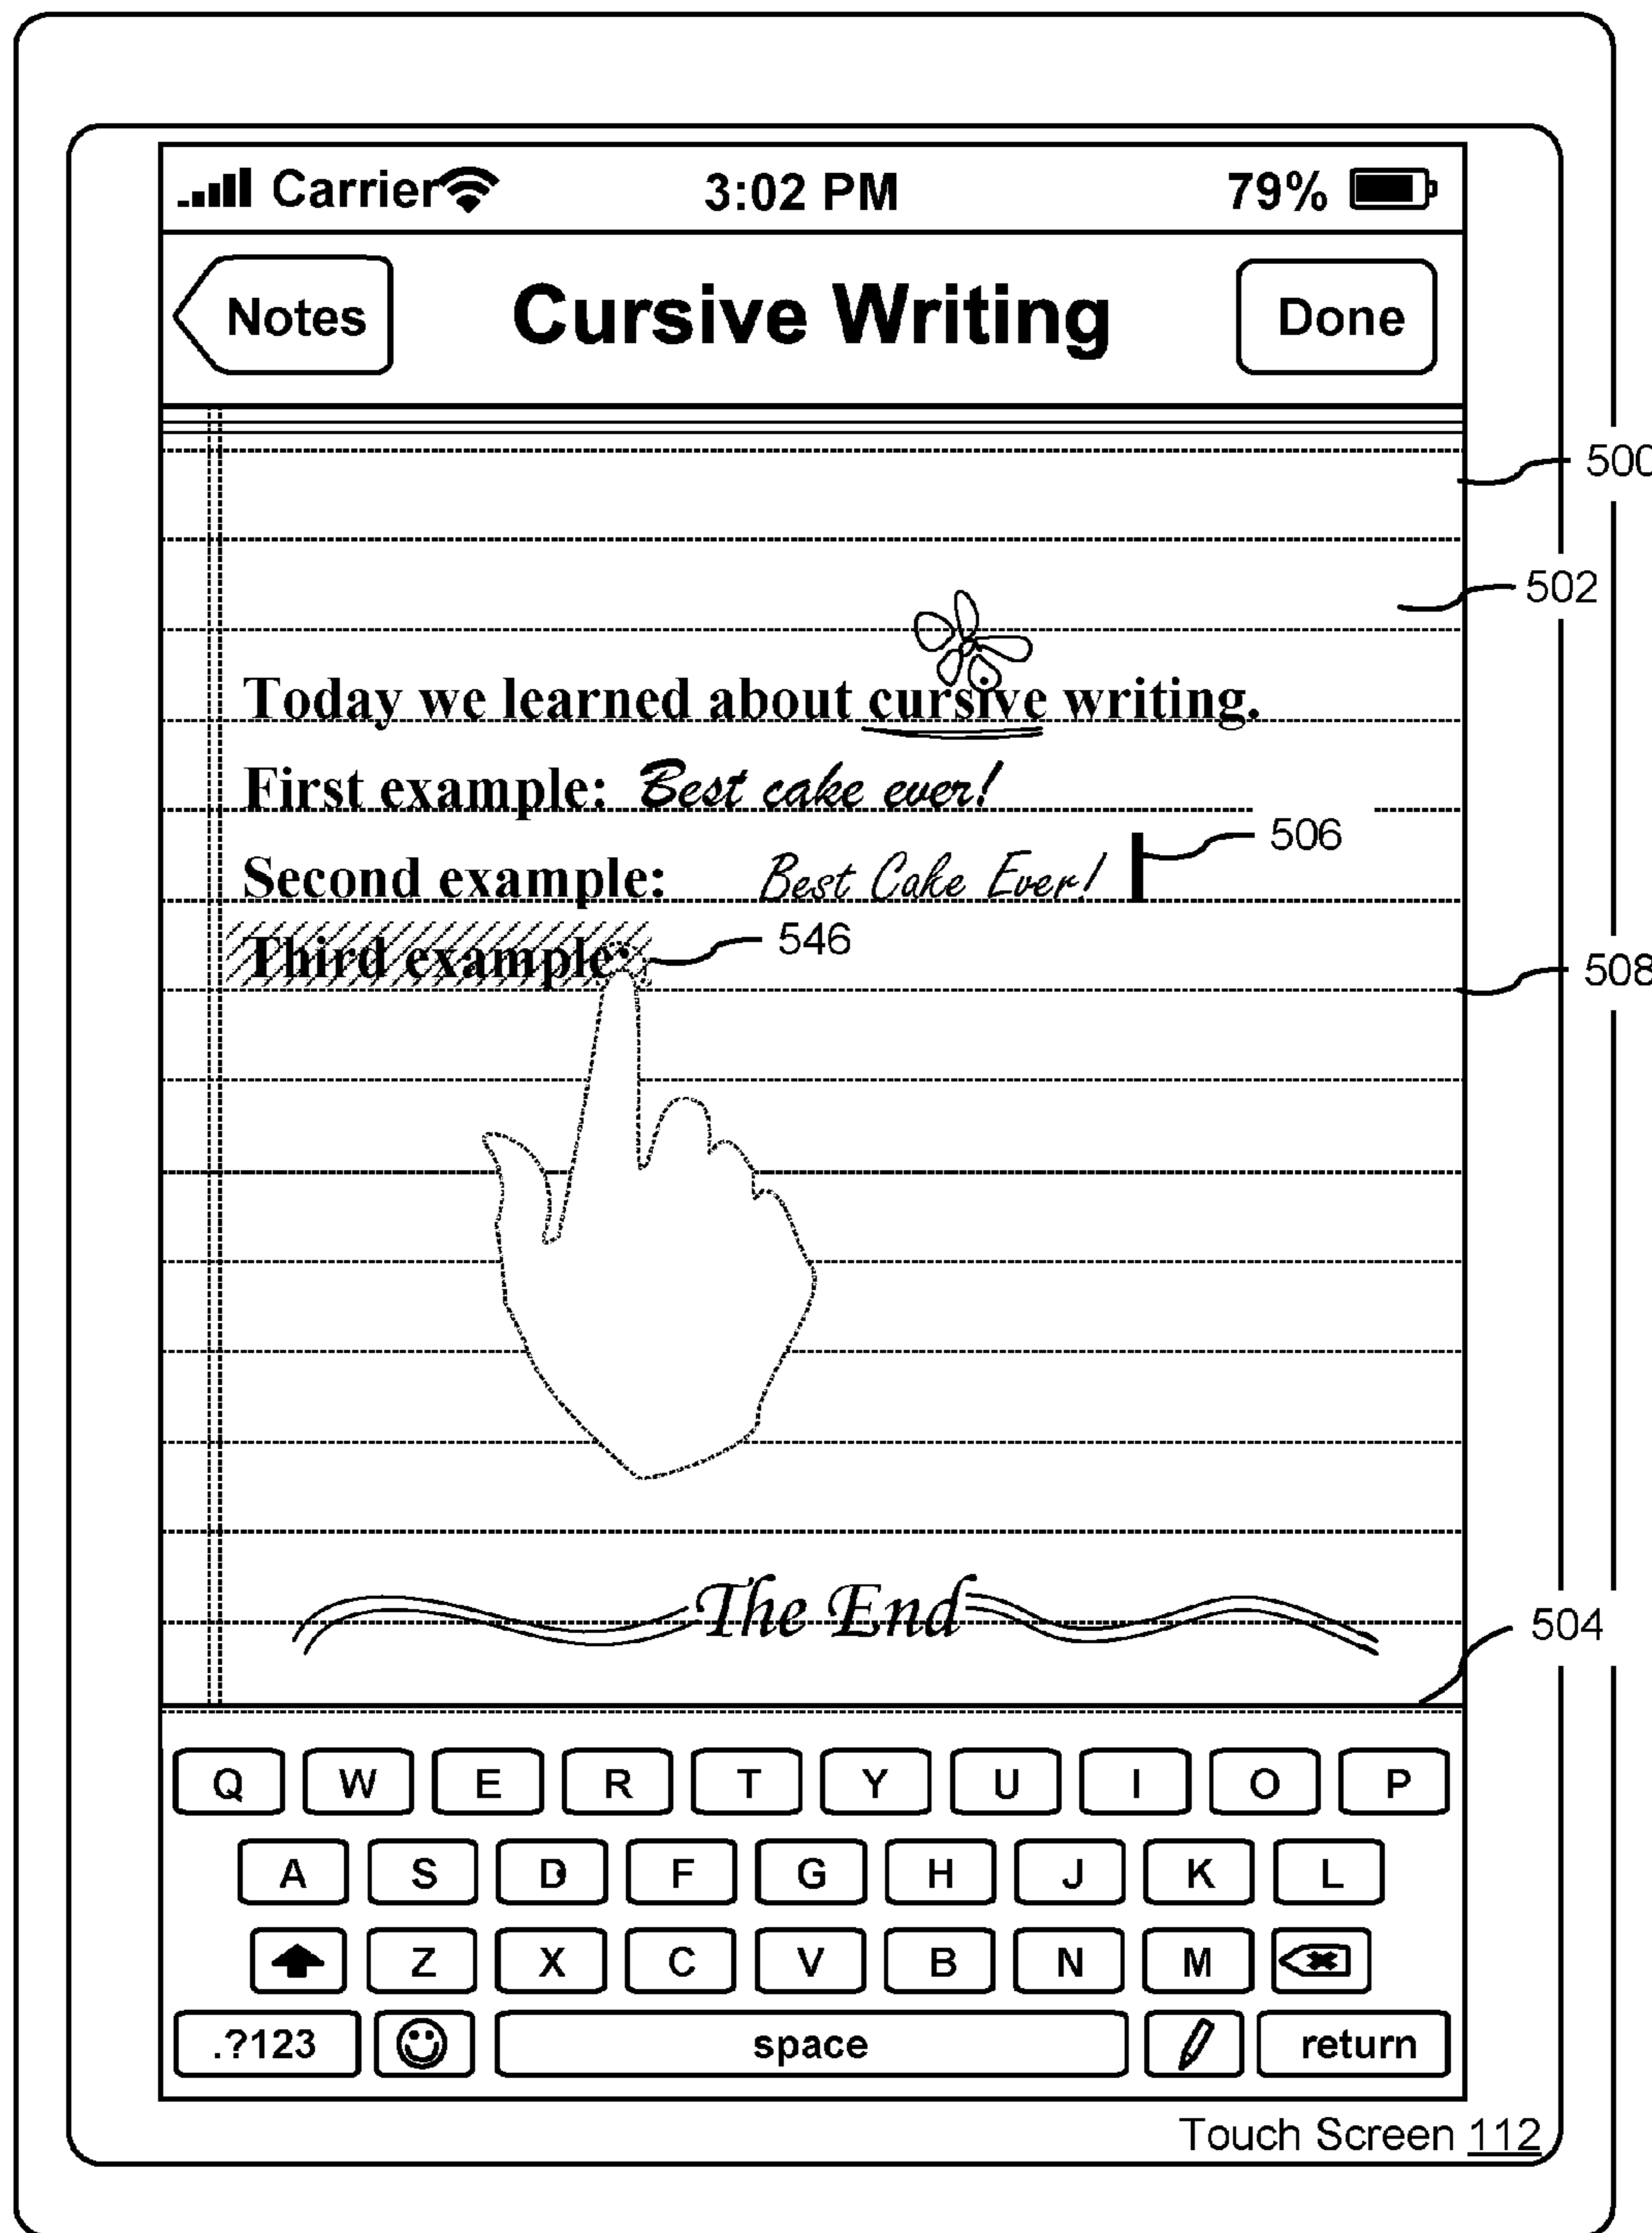 Carrier 3:02 PM 79%
Notes Cursive Writing Done
500
502
Today we learned about cursive writing.
First example: Best cake ever!
506
Second example: Best Cake Ever!
546
Third example:
508
The End
504
Q W E R T Y U I O P
A S D F G H J K L
Z X C V B N M
.?123 space return
Touch Screen 112